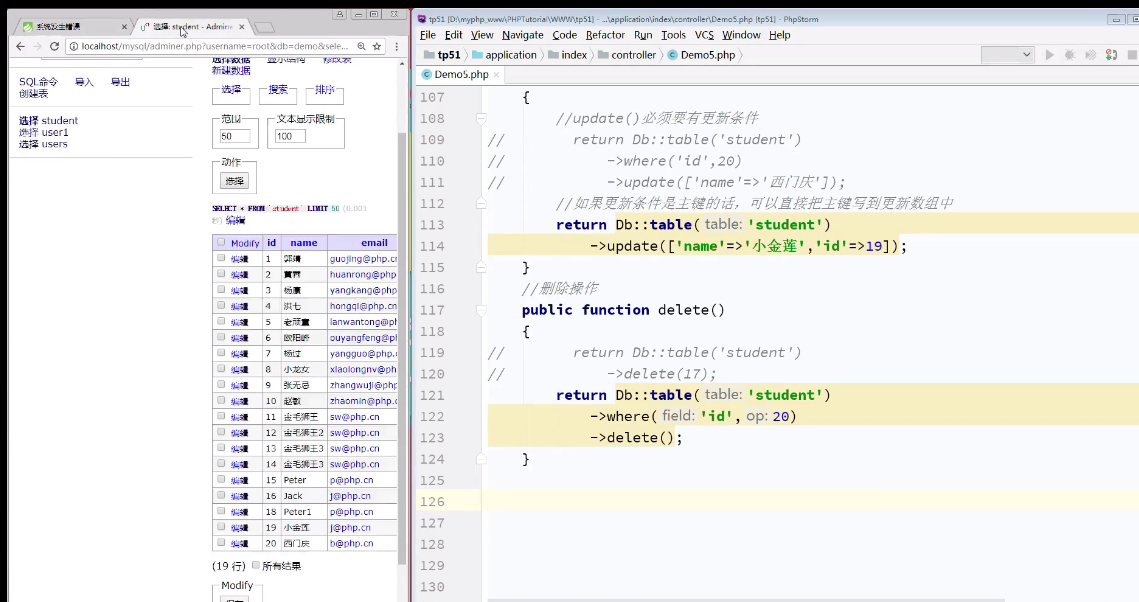 系统发生错误
选择: student - Admine
localhost/mysql/adminer.php?username=root&db=demo&sele...
SQL命令 导入 导出
创建表
选择 student
选择 user1
选择 users
选择数据 显示结构 修改表
新建数据
选择 搜索 排序
范围 文本显示限制
50 100
动作
选择
SELECT * FROM `student` LIMIT 50 (0.001
秒) 编辑
Modify id name email
编辑 1 郭靖 guojing@php
编辑 2 黄蓉 huanrong@php
编辑 3 杨康 yangkang@php
编辑 4 洪七 hongqi@php.
编辑 5 老顽童 lanwantong@p
编辑 6 欧阳峰 ouyangfeng@p
编辑 7 杨过 yangguo@php.
编辑 8 小龙女 xiaolongnv@p
编辑 9 张无忌 zhangwuji@ph
编辑 10 赵敏 zhaomin@php.
编辑 11 金毛狮王 sw@php.cn
编辑 12 金毛狮王2 sw@php.cn
编辑 13 金毛狮王3 sw@php.cn
编辑 14 金毛狮王3 sw@php.cn
编辑 15 Peter p@php.cn
编辑 16 Jack j@php.cn
编辑 18 Peter1 p@php.cn
编辑 19 小金莲 j@php.cn
编辑 20 西门庆 b@php.cn
(19 行) 所有结果
Modify
tp51 [D:\myphp_www\PHPTutorial\WWW\tp51] - ...\application\index\controller\Demo5.php [tp51] - PhpStorm
File Edit View Navigate Code Refactor Run Tools VCS Window Help
tp51 application index controller Demo5.php
Demo5.php
107 {
108 //update()必须要有更新条件
109 // return Db::table('student')
110 // ->where('id',20)
111 // ->update(['name'=>'西门庆']);
112 //如果更新条件是主键的话，可以直接把主键写到更新数组中
113 return Db::table( table: 'student')
114 ->update(['name'=>'小金莲','id'=>19]);
115 }
116 //删除操作
117 public function delete()
118 {
119 // return Db::table('student')
120 // ->delete(17);
121 return Db::table( table: 'student')
122 ->where( field: 'id', op: 20)
123 ->delete();
124 }
125
126
127
128
129
130